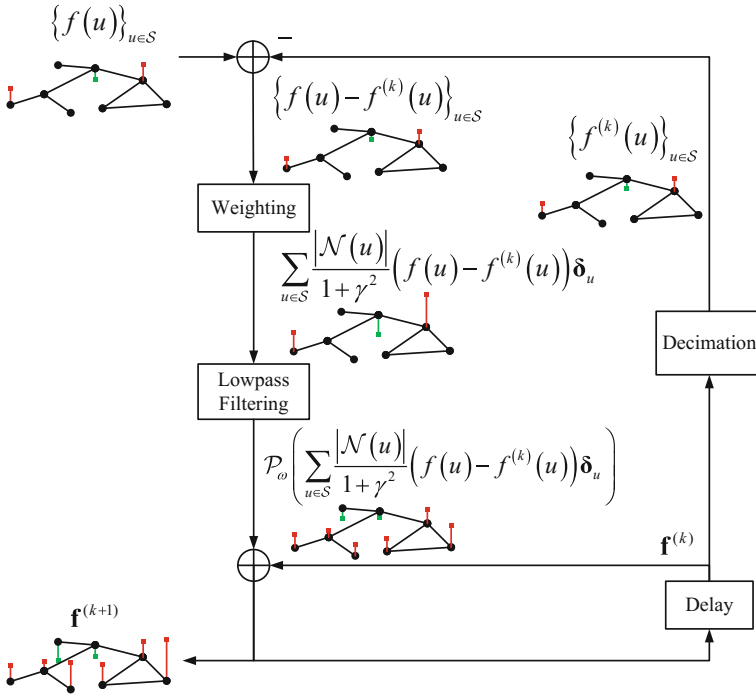 {f(u)}_{u∈𝒮}
−
{f(u) − f^{(k)}(u)}_{u∈𝒮}
{f^{(k)}(u)}_{u∈𝒮}
Weighting
∑_{u∈𝒮} |𝒩(u)| / (1 + γ²) (f(u) − f^{(k)}(u)) 𝛅_u
Decimation
Lowpass
Filtering
𝒫_ω (∑_{u∈𝒮} |𝒩(u)| / (1 + γ²) (f(u) − f^{(k)}(u)) 𝛅_u)
𝐟^{(k)}
Delay
𝐟^{(k+1)}